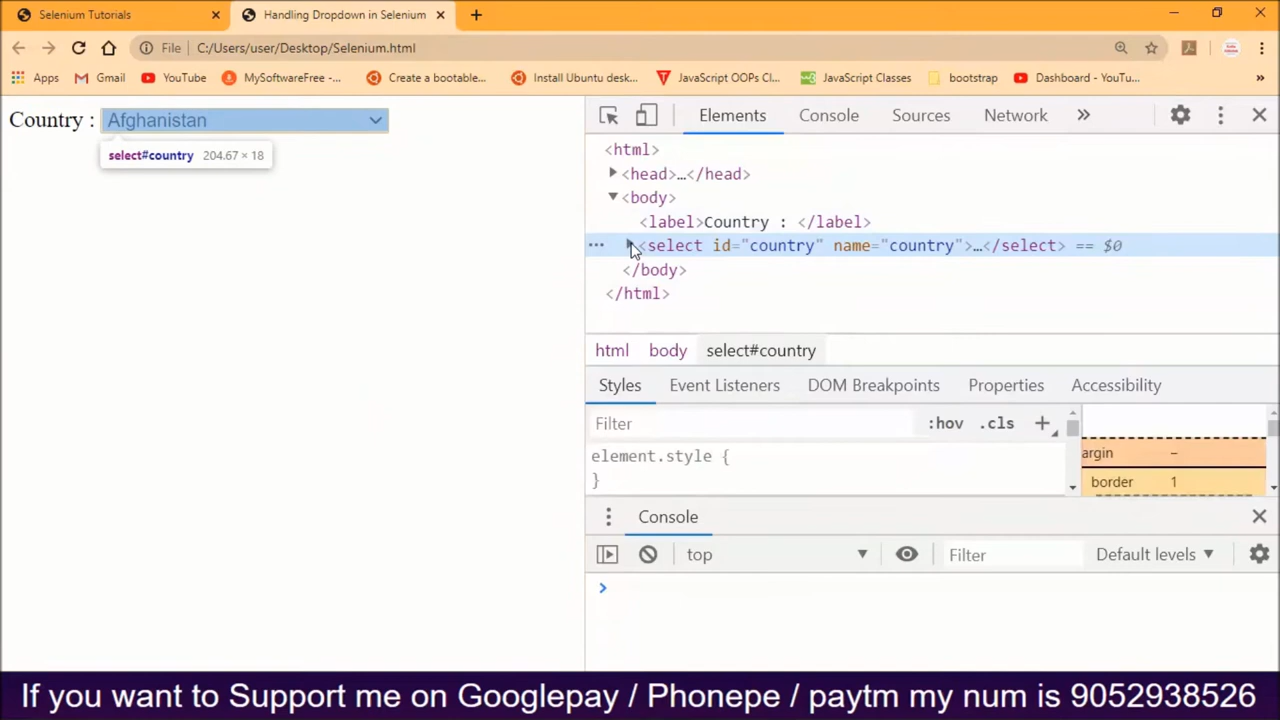 Selenium Tutorials
Handling Dropdown in Selenium
File C:/Users/user/Desktop/Selenium.html
Apps Gmail YouTube MySoftwareFree -... Create a bootable... Install Ubuntu desk... JavaScript OOPs Cl... JavaScript Classes bootstrap Dashboard - YouTu...
Country : Afghanistan
select#country 204.67 × 18
Elements Console Sources Network
<html>
<head>…</head>
<body>
<label>Country : </label>
<select id="country" name="country">…</select> == $0
</body>
</html>
html body select#country
Styles Event Listeners DOM Breakpoints Properties Accessibility
Filter :hov .cls
element.style {
}
argin –
border 1
Console
top Filter Default levels
If you want to Support me on Googlepay / Phonepe / paytm my num is 9052938526